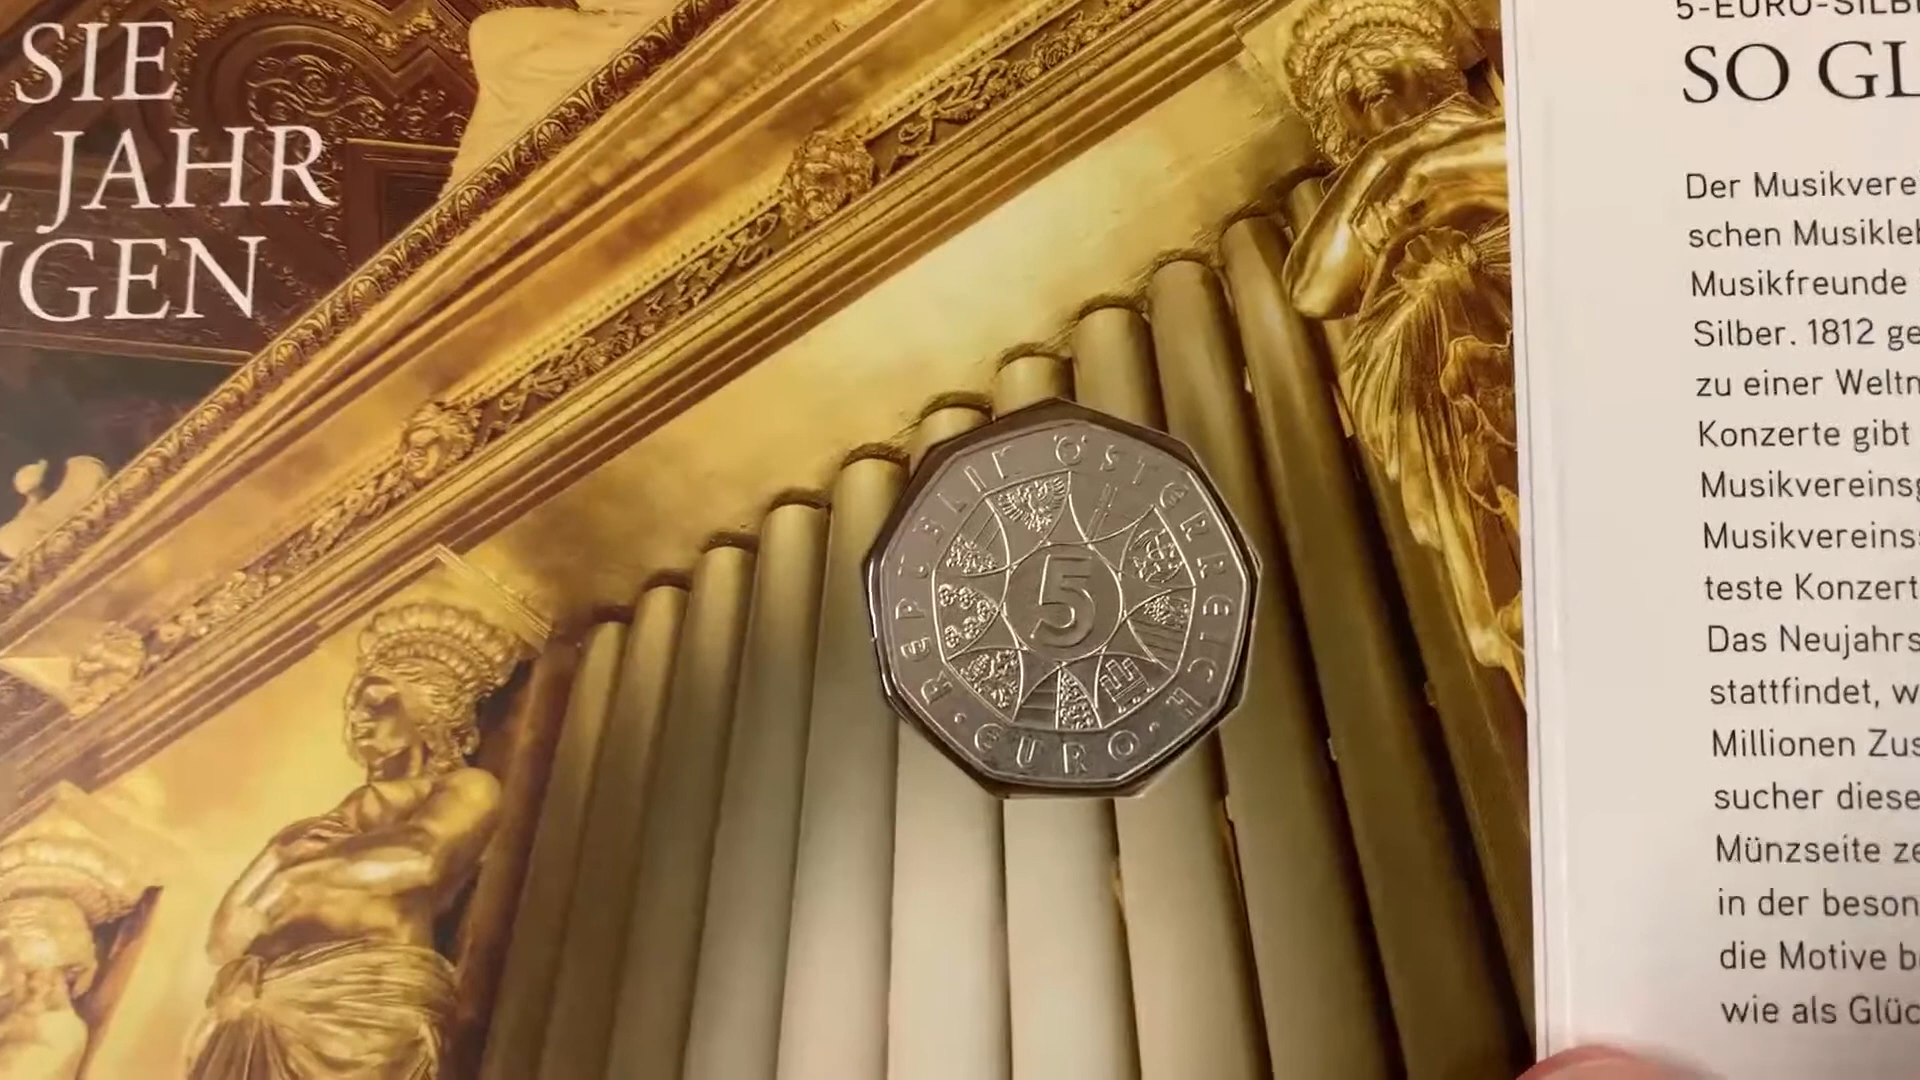 SIE
E JAHR
NGEN
REPUBLIK ÖSTERREICH
· EURO ·
5
5-EURO-SILB
SO GL
Der Musikvere
schen Musikleb
Musikfreunde
Silber. 1812 ge
zu einer Weltm
Konzerte gibt
Musikvereinsg
Musikvereinss
teste Konzert
Das Neujahrs
stattfindet, w
Millionen Zus
sucher diese
Münzseite ze
in der beson
die Motive b
wie als Glüc